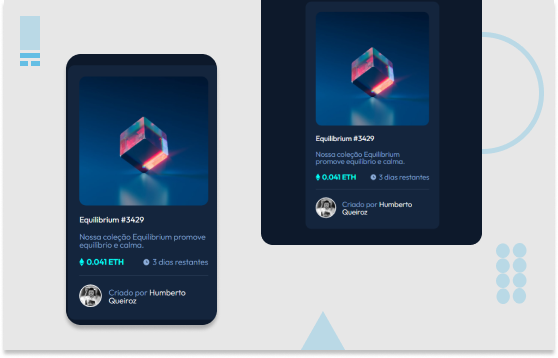 Equilibrium #3429
Nossa coleção Equilibrium promove
equilíbrio e calma.
0.041 ETH
3 dias restantes
Criado por Humberto
Queiroz
Equilibrium #3429
Nossa coleção Equilibrium
promove equilíbrio e calma.
0.041 ETH
3 dias restantes
Criado por Humberto
Queiroz